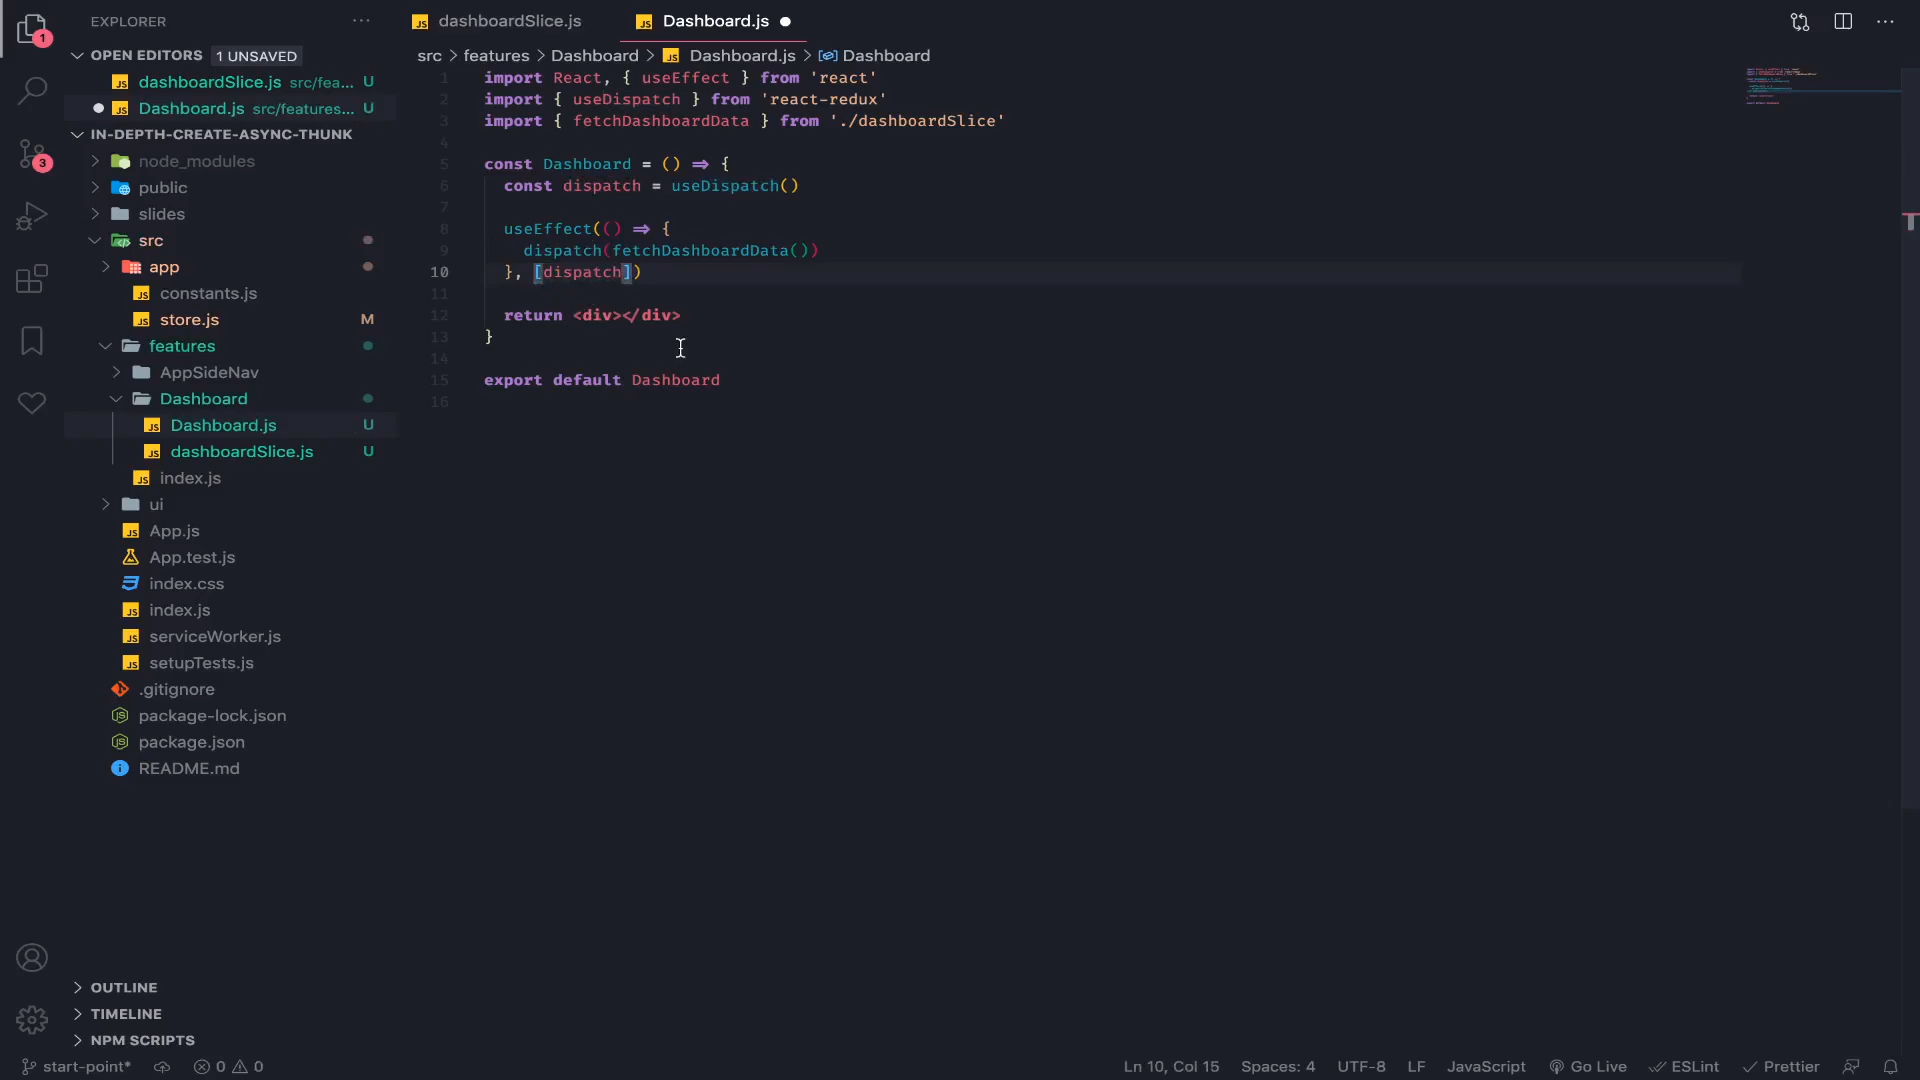 EXPLORER
OPEN EDITORS 1 UNSAVED
dashboardSlice.js src/fea... U
Dashboard.js src/features... U
IN-DEPTH-CREATE-ASYNC-THUNK
node_modules
public
slides
src
app
constants.js
store.js M
features
AppSideNav
Dashboard
Dashboard.js U
dashboardSlice.js U
index.js
ui
App.js
App.test.js
index.css
index.js
serviceWorker.js
setupTests.js
.gitignore
package-lock.json
package.json
README.md
OUTLINE
TIMELINE
NPM SCRIPTS
1
3
dashboardSlice.js
Dashboard.js
src > features > Dashboard > Dashboard.js > Dashboard
1 import React, { useEffect } from 'react'
2 import { useDispatch } from 'react-redux'
3 import { fetchDashboardData } from './dashboardSlice'
4
5 const Dashboard = () => {
6 const dispatch = useDispatch()
7
8 useEffect(() => {
9 dispatch(fetchDashboardData())
10 }, [dispatch])
11
12 return <div></div>
13 }
14
15 export default Dashboard
16
start-point* 0 0 Ln 10, Col 15 Spaces: 4 UTF-8 LF JavaScript Go Live ESLint Prettier